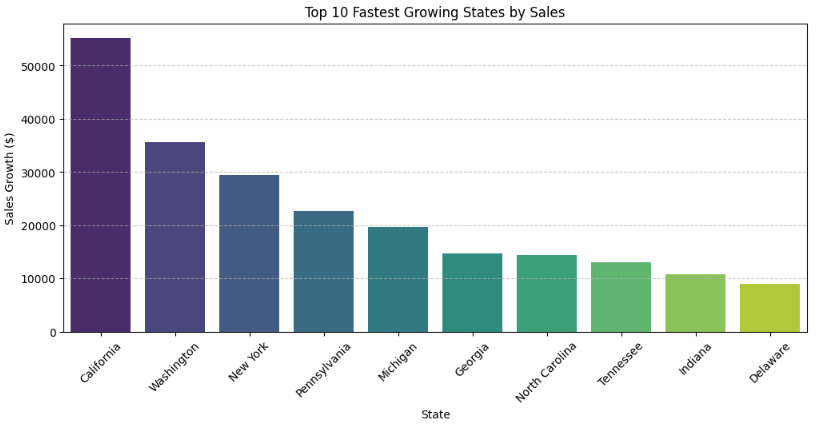 Top 10 Fastest Growing States by Sales
Sales Growth ($)
50000
40000
30000
20000
10000
0
California
Washington
New York
Pennsylvania
Michigan
Georgia
North Carolina
Tennessee
Indiana
Delaware
State